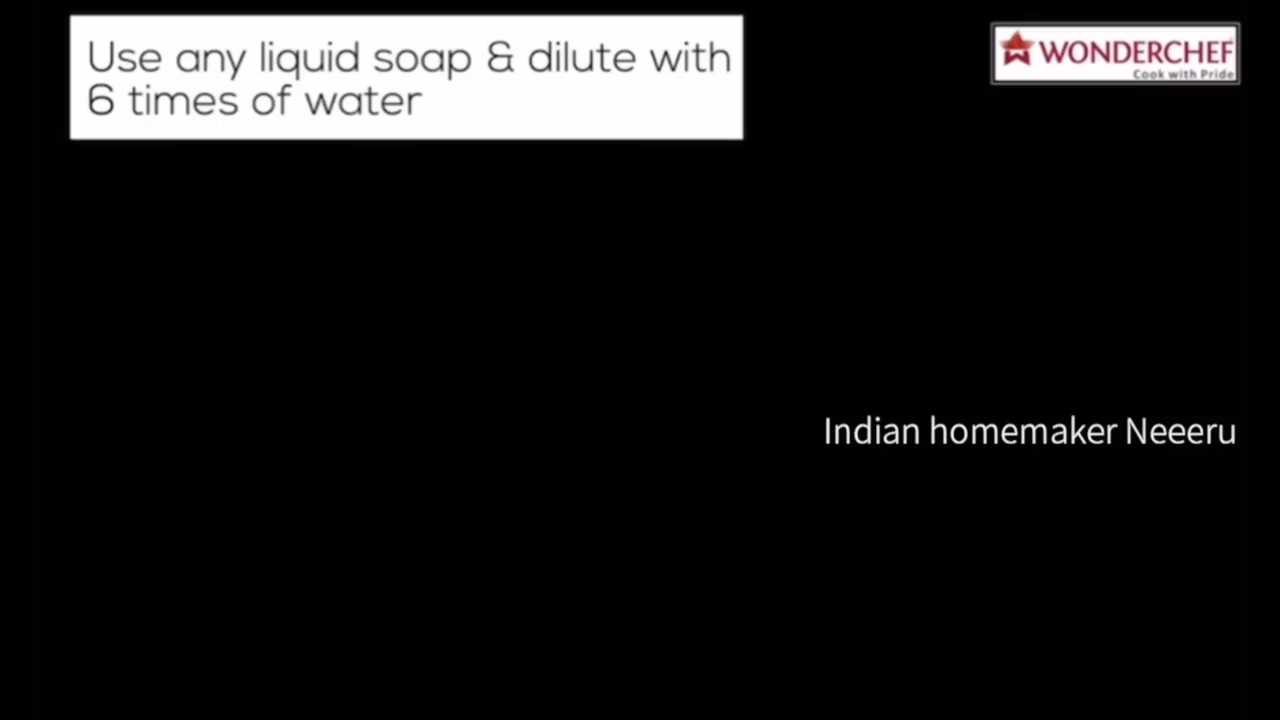 Use any liquid soap & dilute with
6 times of water
WONDERCHEF
Cook with Pride
Indian homemaker Neeeru